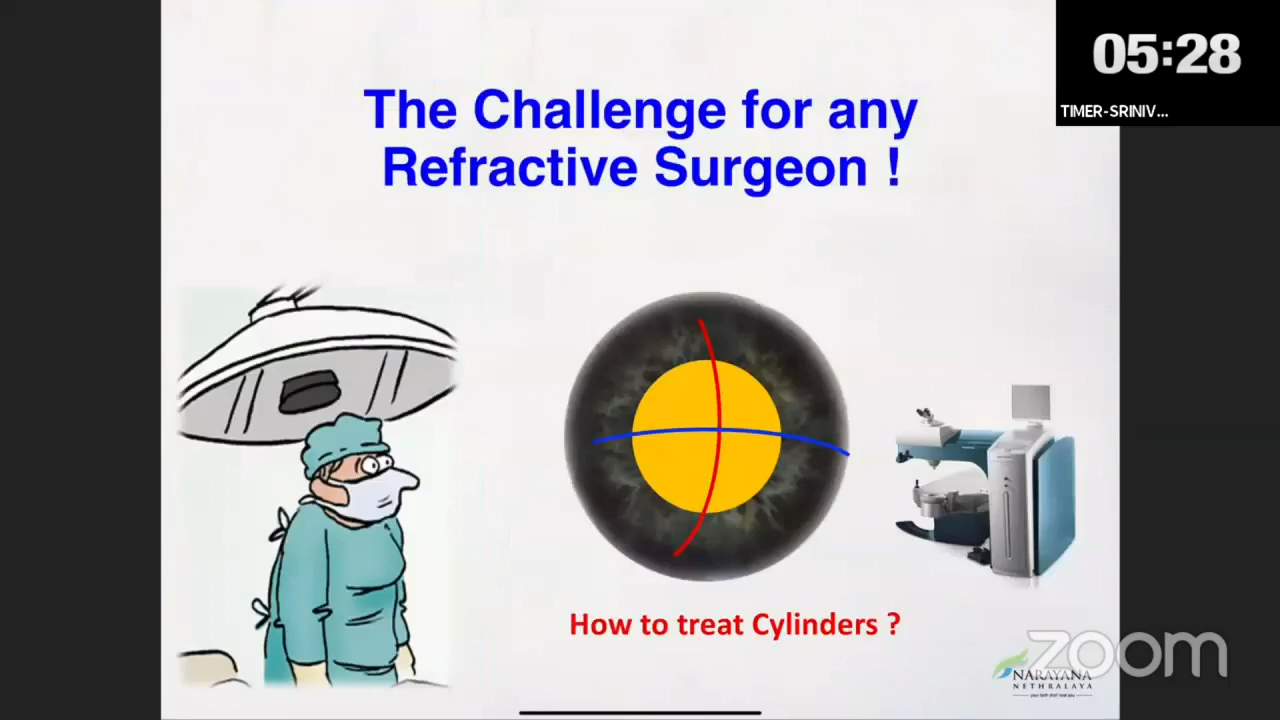 The Challenge for any
Refractive Surgeon !
05:28
TIMER-SRINIV...
How to treat Cylinders ?
zoom
NARAYANA
NETHRALAYA